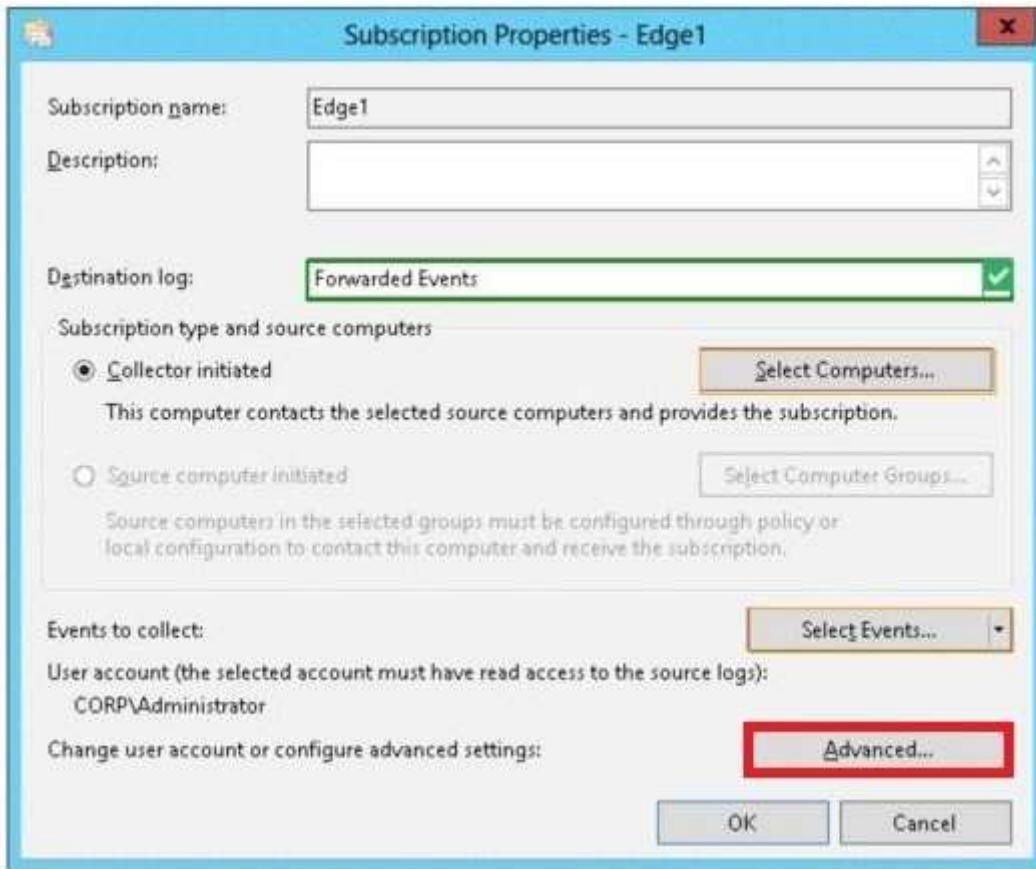 Subscription Properties - Edge1
x
Subscription name:
Edge1
Description:
Destination log:
Forwarded Events
Subscription type and source computers
Collector initiated
Select Computers...
This computer contacts the selected source computers and provides the subscription.
Source computer initiated
Select Computer Groups...
Source computers in the selected groups must be configured through policy or
local configuration to contact this computer and receive the subscription.
Events to collect:
Select Events...
User account (the selected account must have read access to the source logs):
CORP\Administrator
Change user account or configure advanced settings:
Advanced...
OK
Cancel